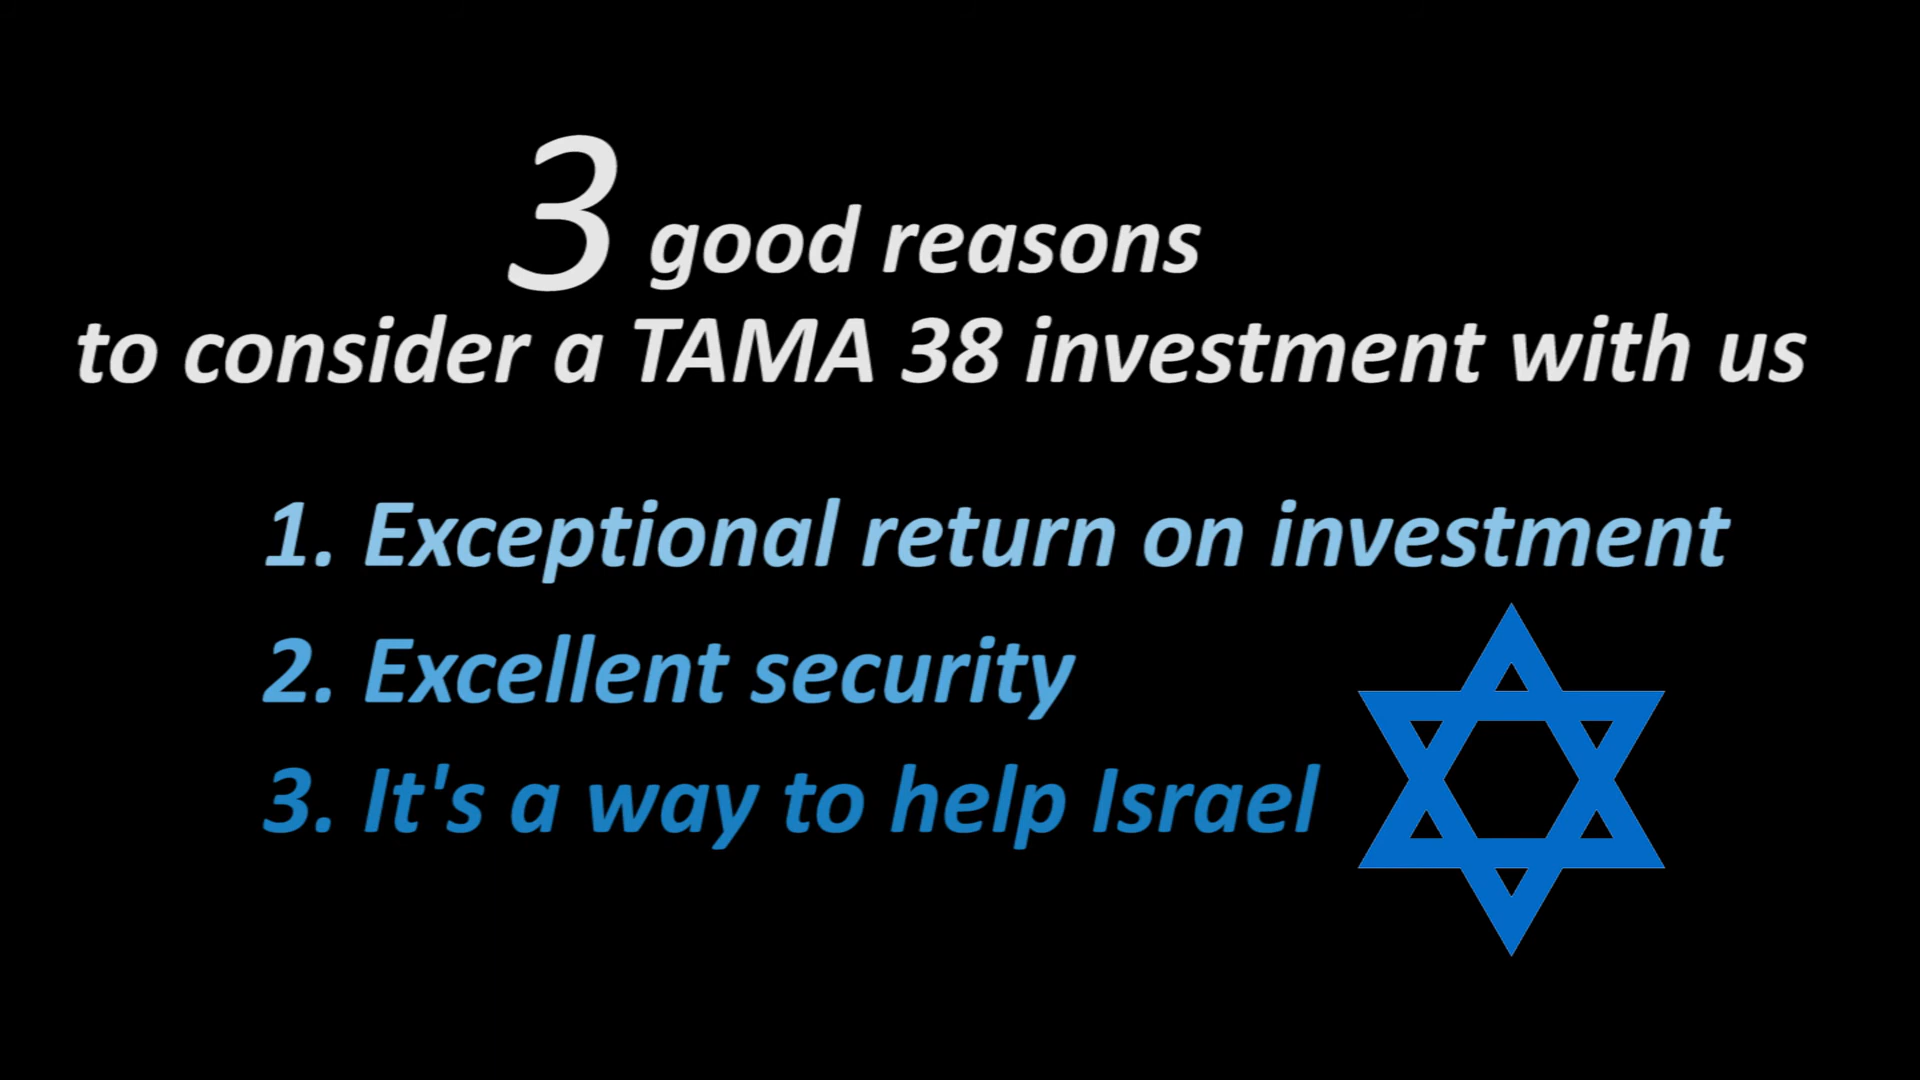 3 good reasons
to consider a TAMA 38 investment with us
1. Exceptional return on investment
2. Excellent security
3. It's a way to help Israel